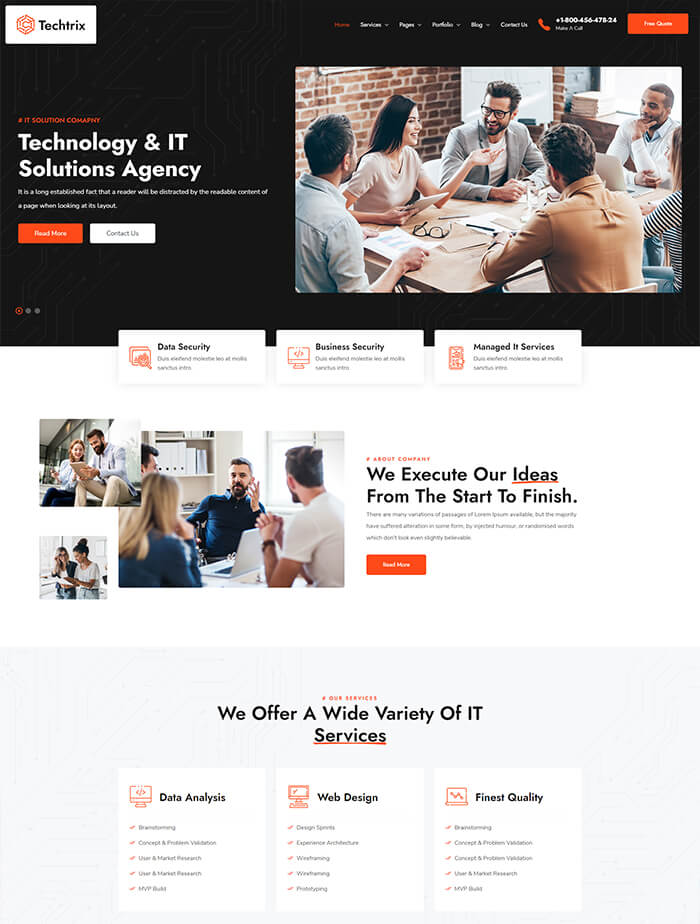 Techtrix
Home Services Pages Portfolio Blog Contact Us
+1-800-456-478-24
Make A Call
Free Quote
# IT SOLUTION COMAPNY
Technology & IT
Solutions Agency
It is a long established fact that a reader will be distracted by the readable content of
a page when looking at its layout.
Read More
Contact Us
Data Security
Duis eleifend molestie leo at mollis
sanctus intro.
Business Security
Duis eleifend molestie leo at mollis
sanctus intro.
Managed It Services
Duis eleifend molestie leo at mollis
sanctus intro.
# ABOUT COMPANY
We Execute Our Ideas
From The Start To Finish.
There are many variations of passages of Lorem Ipsum available, but the majority
have suffered alteration in some form, by injected humour, or randomised words
which don't look even slightly believable.
Read More
# OUR SERVICES
We Offer A Wide Variety Of IT
Services
Data Analysis
Brainstorming
Concept & Problem Validation
User & Market Research
User & Market Research
MVP Build
Web Design
Design Sprints
Experience Architecture
Wireframing
Wireframing
Prototyping
Finest Quality
Brainstorming
Concept & Problem Validation
Concept & Problem Validation
User & Market Research
MVP Build